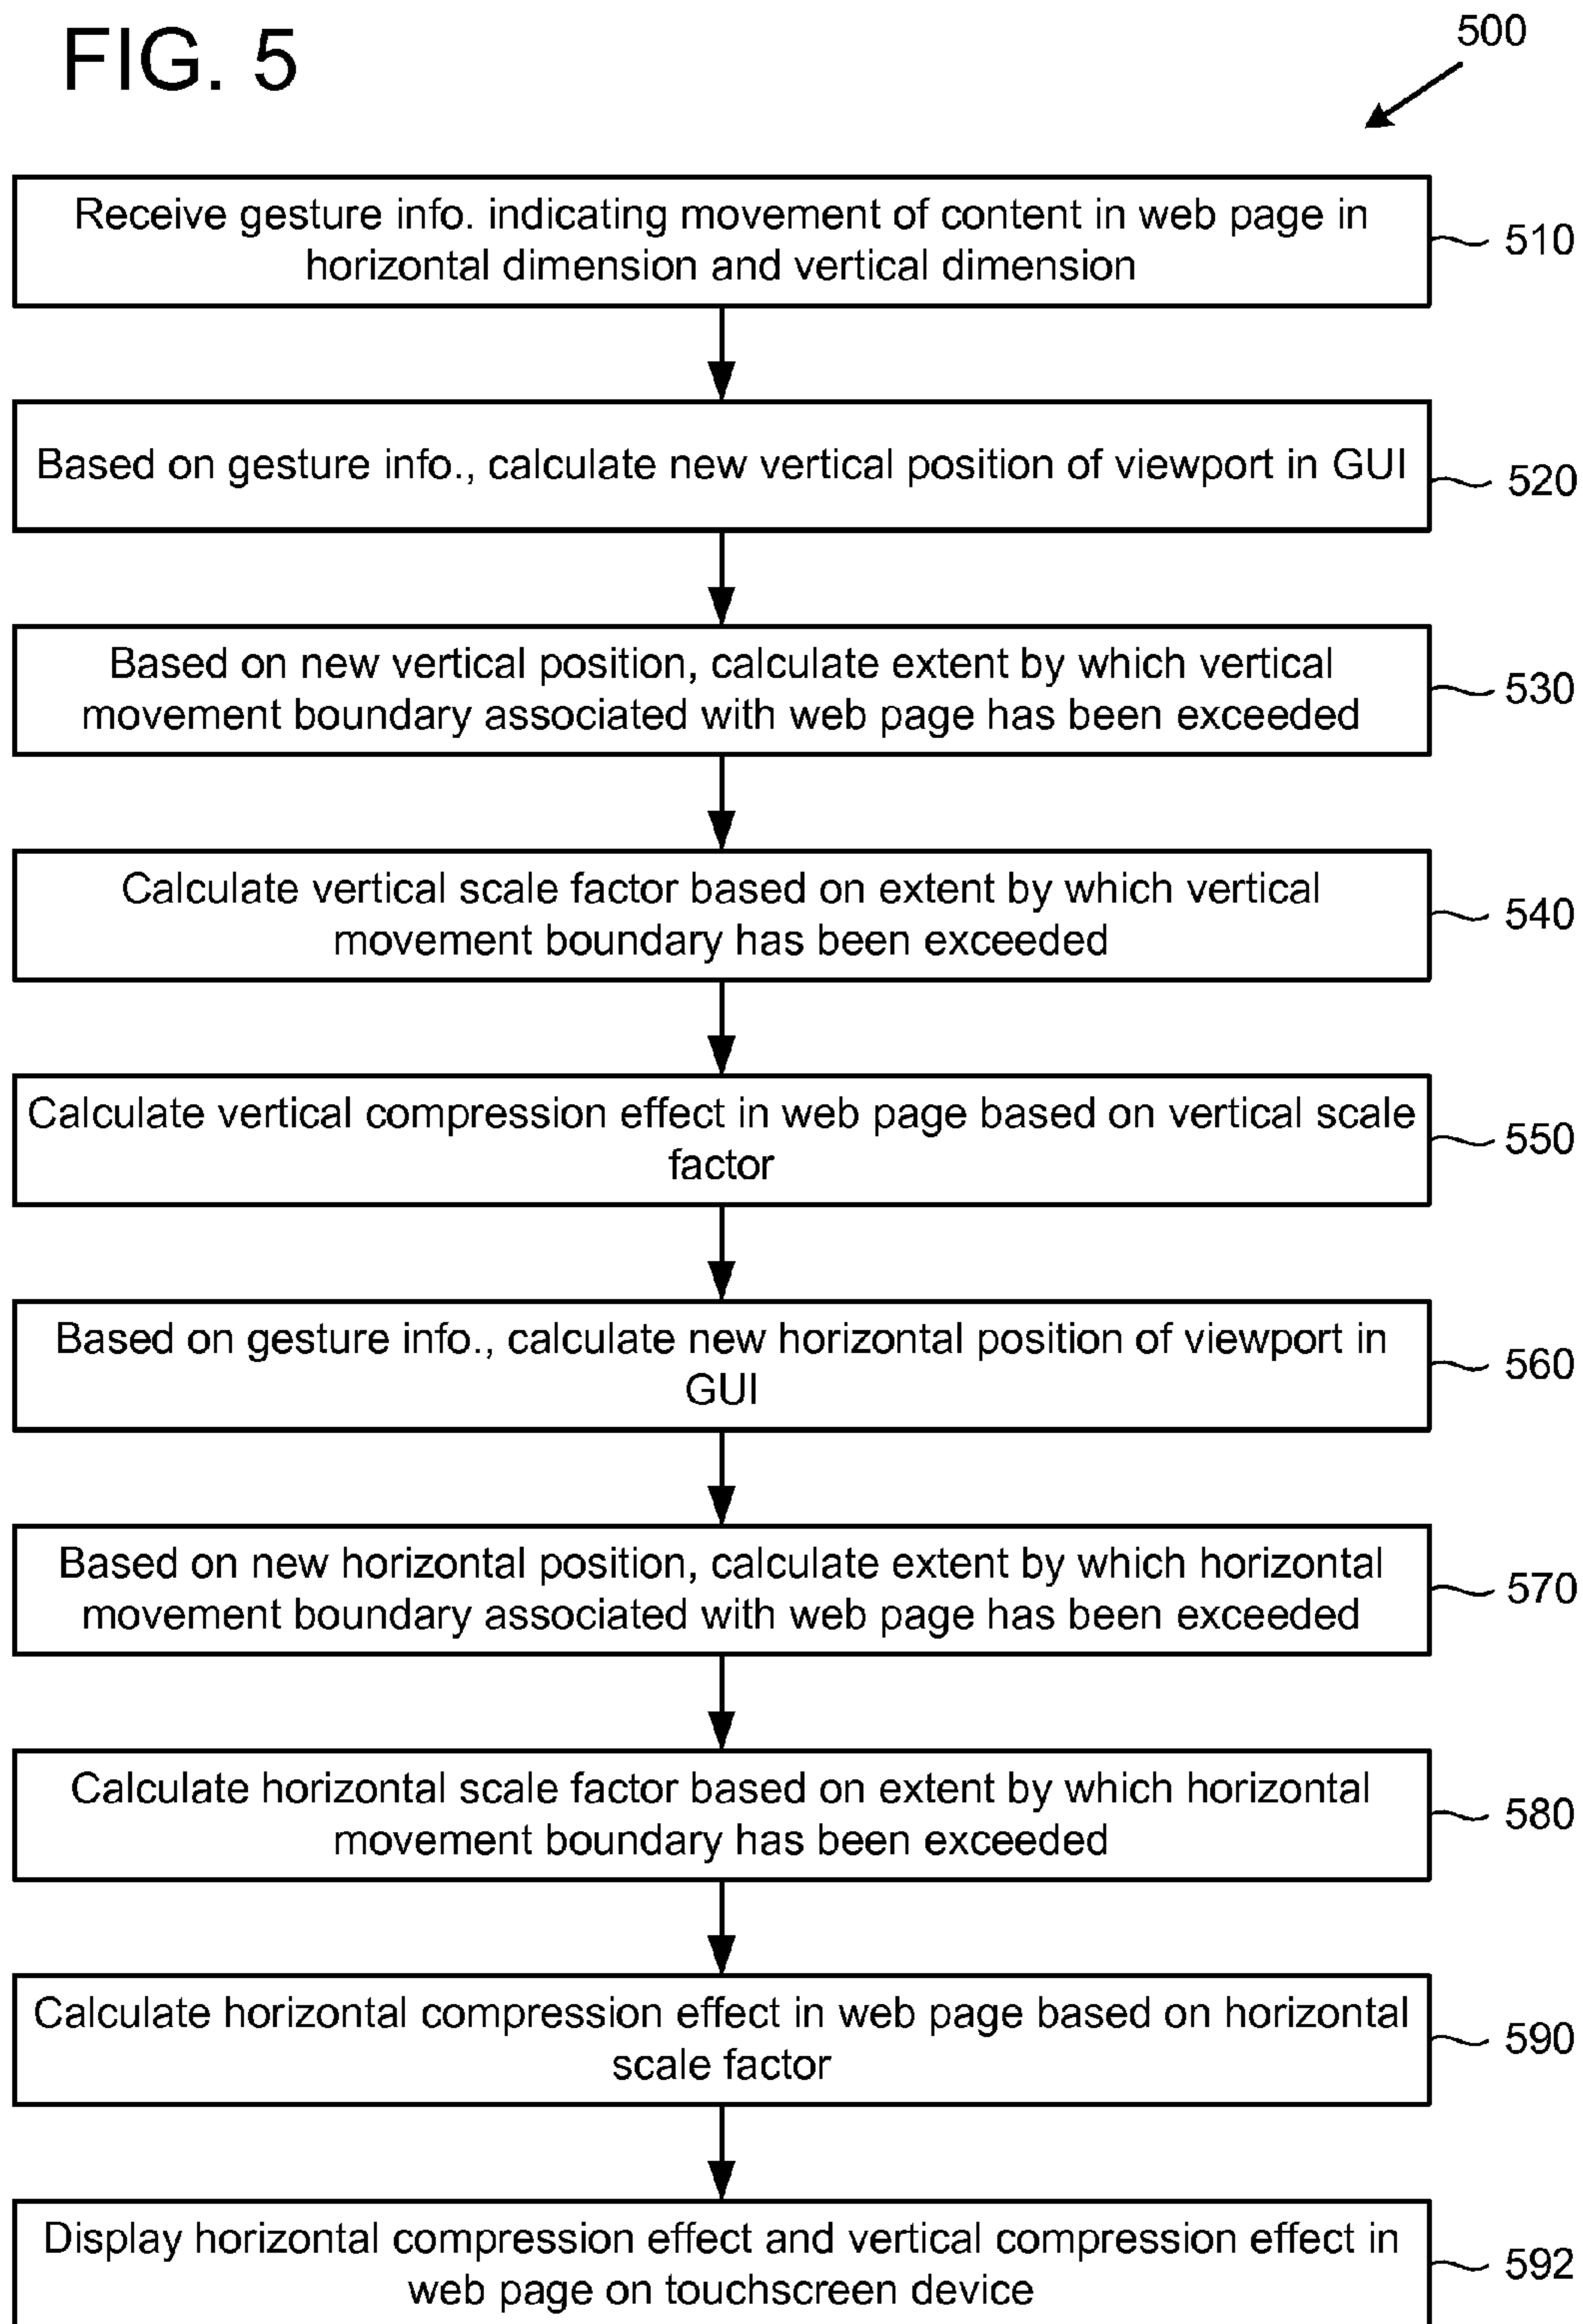 FIG. 5
500
Receive gesture info. indicating movement of content in web page in
horizontal dimension and vertical dimension
510
Based on gesture info., calculate new vertical position of viewport in GUI
520
Based on new vertical position, calculate extent by which vertical
movement boundary associated with web page has been exceeded
530
Calculate vertical scale factor based on extent by which vertical
movement boundary has been exceeded
540
Calculate vertical compression effect in web page based on vertical scale
factor
550
Based on gesture info., calculate new horizontal position of viewport in
GUI
560
Based on new horizontal position, calculate extent by which horizontal
movement boundary associated with web page has been exceeded
570
Calculate horizontal scale factor based on extent by which horizontal
movement boundary has been exceeded
580
Calculate horizontal compression effect in web page based on horizontal
scale factor
590
Display horizontal compression effect and vertical compression effect in
web page on touchscreen device
592